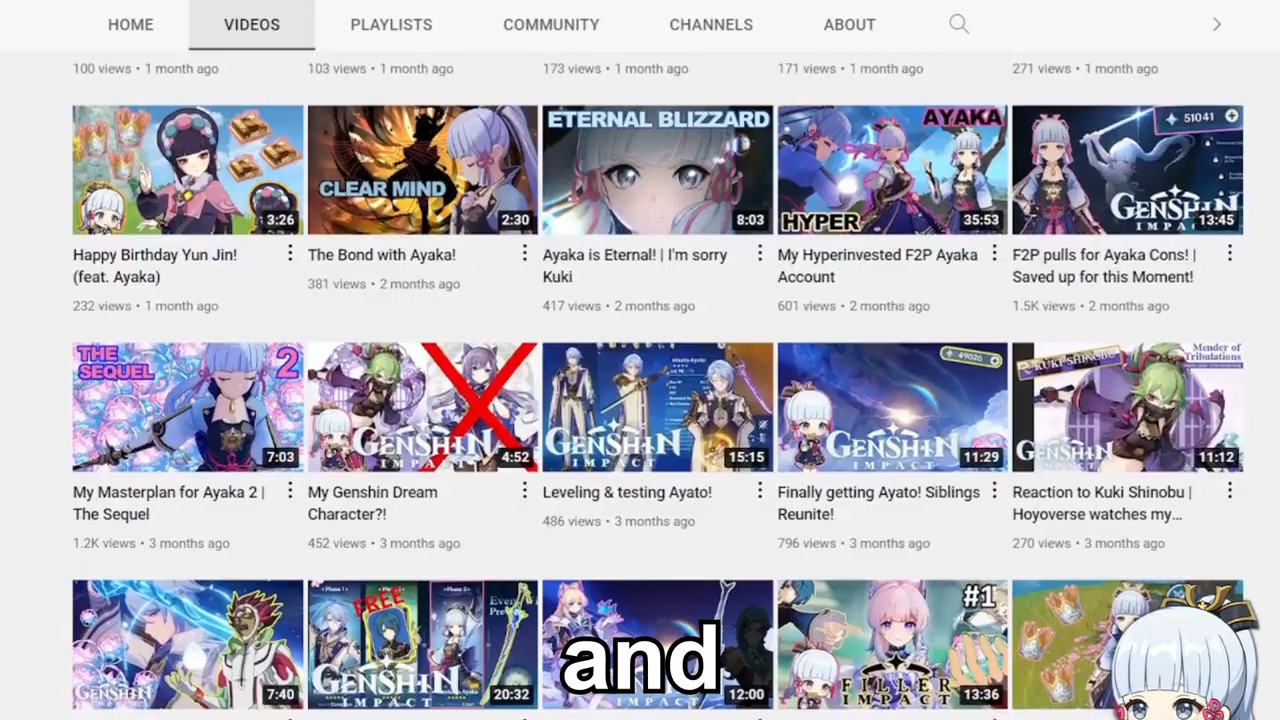 HOME VIDEOS PLAYLISTS COMMUNITY CHANNELS ABOUT
100 views • 1 month ago
103 views • 1 month ago
173 views • 1 month ago
171 views • 1 month ago
271 views • 1 month ago
3:26
CLEAR MIND
2:30
ETERNAL BLIZZARD
8:03
AYAKA
HYPER
35:53
51041
GENSHIN
IMPA
13:45
Happy Birthday Yun Jin!
(feat. Ayaka)
232 views • 1 month ago
The Bond with Ayaka!
381 views • 2 months ago
Ayaka is Eternal! | I'm sorry
Kuki
417 views • 2 months ago
My Hyperinvested F2P Ayaka
Account
601 views • 2 months ago
F2P pulls for Ayaka Cons! |
Saved up for this Moment!
1.5K views • 2 months ago
THE
SEQUEL
2
7:03
GENSHIN
IMPACT
4:52
GENSHIN
IMPACT
15:15
49026
GENSHIN
IMPACT
11:29
KUKI SHINOBU
Mender of
Tribulations
GENSHIN
IMPACT
11:12
My Masterplan for Ayaka 2 |
The Sequel
1.2K views • 3 months ago
My Genshin Dream
Character?!
452 views • 3 months ago
Leveling & testing Ayato!
486 views • 3 months ago
Finally getting Ayato! Siblings
Reunite!
796 views • 3 months ago
Reaction to Kuki Shinobu |
Hoyoverse watches my...
270 views • 3 months ago
GENSHIN
7:40
FREE
GENSHIN
IMPACT
20:32
12:00
#1
FILLER
IMPACT
13:36
and